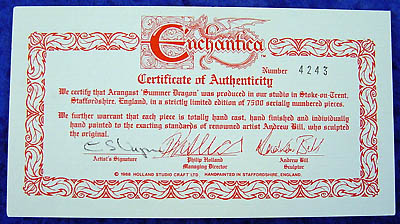 Enchantica
TM
Number 4243
Certificate of Authenticity
We certify that Arangast 'Summer Dragon' was produced in our studio in Stoke-on-Trent,
Staffordshire, England, in a strictly limited edition of 7500 serially numbered pieces.
We further warrant that each piece is totally hand cast, hand finished and individually
hand painted to the exacting standards of renowned artist Andrew Bill, who sculpted
the original.
Artist's Signature
Philip Holland
Managing Director
Andrew Bill
Sculptor
© 1988 HOLLAND STUDIO CRAFT LTD. HANDPAINTED IN STAFFORDSHIRE, ENGLAND.